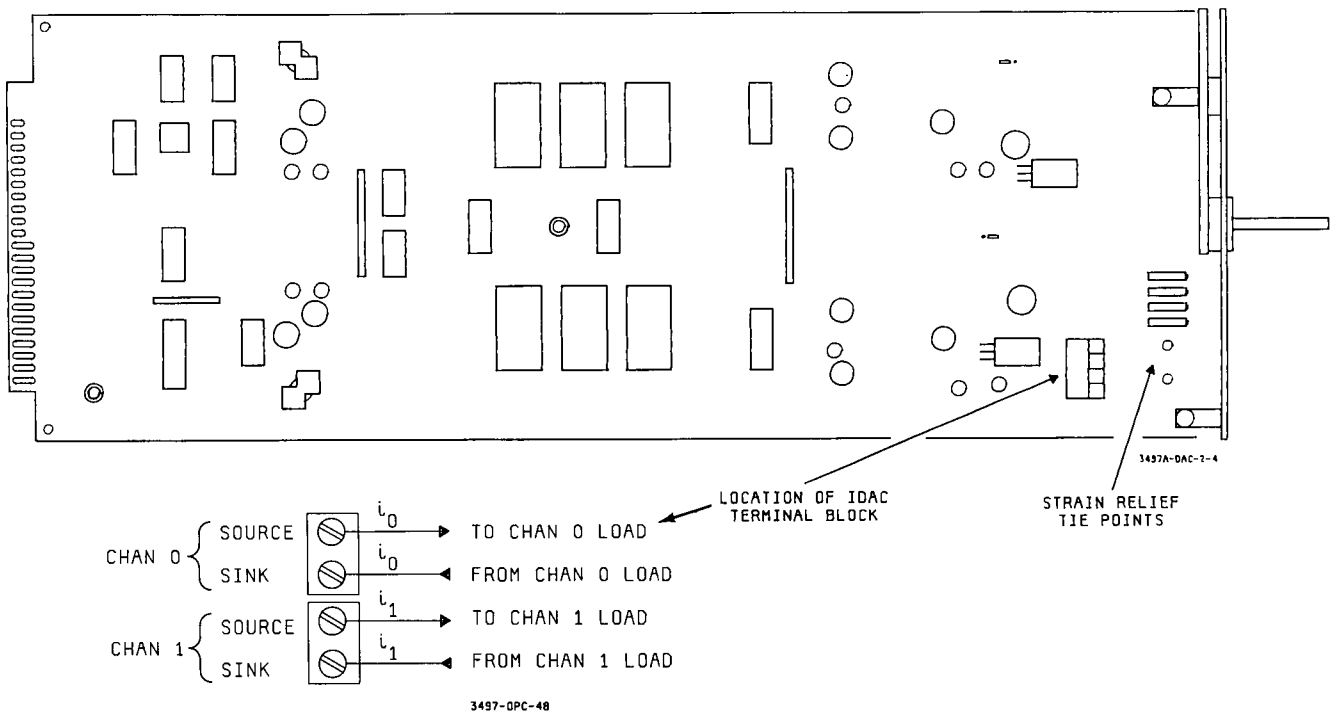 3497A-DAC-2-4
LOCATION OF IDAC
TERMINAL BLOCK
STRAIN RELIEF
TIE POINTS
CHAN 0
SOURCE
i0
TO CHAN 0 LOAD
SINK
i0
FROM CHAN 0 LOAD
CHAN 1
SOURCE
i1
TO CHAN 1 LOAD
SINK
i1
FROM CHAN 1 LOAD
3497-OPC-48